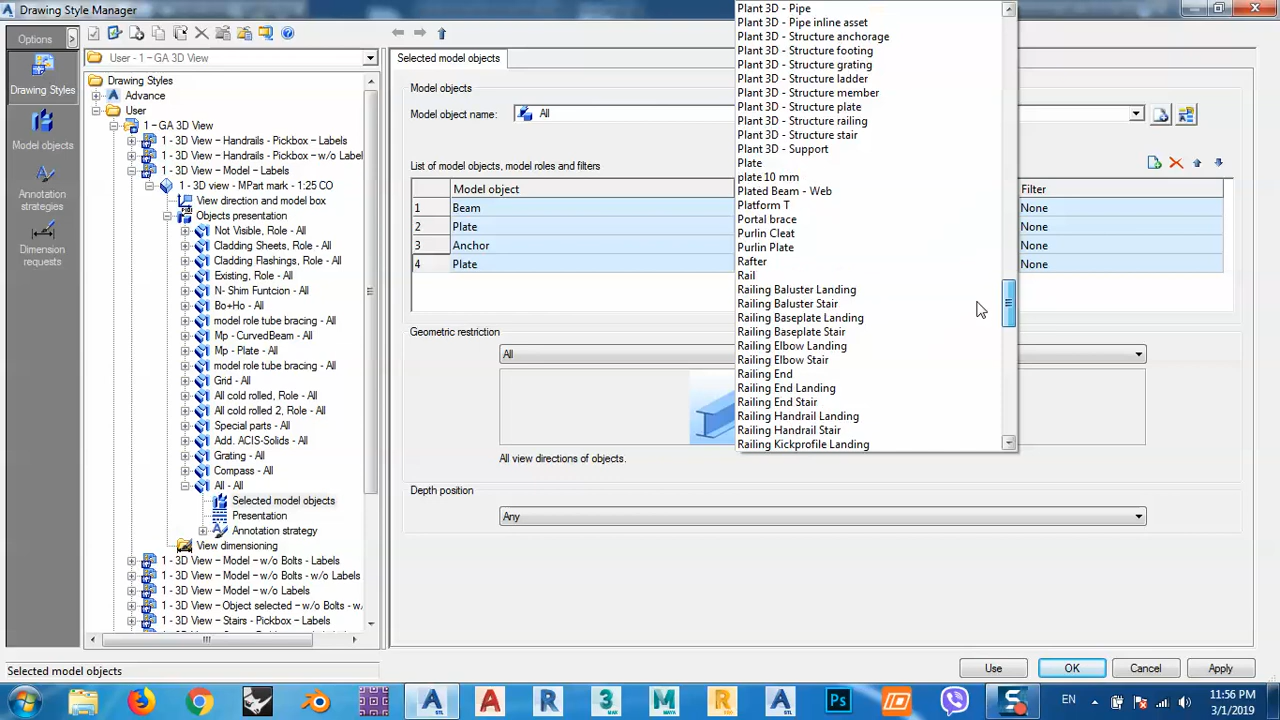 Drawing Style Manager
Options
Drawing Styles
Model objects
Annotation strategies
Dimension requests
User - 1 – GA 3D View
Drawing Styles
Advance
User
1 – GA 3D View
1 - 3D View – Handrails - Pickbox – Labels
1 - 3D View – Handrails - Pickbox – w/o Label
1 - 3D View – Model – Labels
1 - 3D view - MPart mark - 1:25 CO
View direction and model box
Objects presentation
Not Visible, Role - All
Cladding Sheets, Role - All
Cladding Flashings, Role - All
Existing, Role - All
N- Shim Funtcion - All
Bo+Ho - All
model role tube bracing - All
Mp - CurvedBeam - All
Mp - Plate - All
model role tube bracing - All
Grid - All
All cold rolled, Role - All
All cold rolled 2, Role - All
Special parts - All
Add. ACIS-Solids - All
Grating - All
Compass - All
All - All
Selected model objects
Presentation
Annotation strategy
View dimensioning
1 - 3D View – Model – w/o Bolts - Labels
1 - 3D View – Model – w/o Bolts - w/o Labels
1 - 3D View – Model – w/o Labels
1 - 3D View – Object selected – w/o Bolts - w/
1 - 3D View – Stairs - Pickbox – Labels
Selected model objects
Selected model objects
Model objects
Model object name:
All
List of model objects, model roles and filters
Model object
Filter
1 Beam None
2 Plate None
3 Anchor None
4 Plate None
Geometric restriction
All
All view directions of objects.
Depth position
Any
Plant 3D - Pipe
Plant 3D - Pipe inline asset
Plant 3D - Structure anchorage
Plant 3D - Structure footing
Plant 3D - Structure grating
Plant 3D - Structure ladder
Plant 3D - Structure member
Plant 3D - Structure plate
Plant 3D - Structure railing
Plant 3D - Structure stair
Plant 3D - Support
Plate
plate 10 mm
Plated Beam - Web
Platform T
Portal brace
Purlin Cleat
Purlin Plate
Rafter
Rail
Railing Baluster Landing
Railing Baluster Stair
Railing Baseplate Landing
Railing Baseplate Stair
Railing Elbow Landing
Railing Elbow Stair
Railing End
Railing End Landing
Railing End Stair
Railing Handrail Landing
Railing Handrail Stair
Railing Kickprofile Landing
Use
OK
Cancel
Apply
EN
11:56 PM
3/1/2019